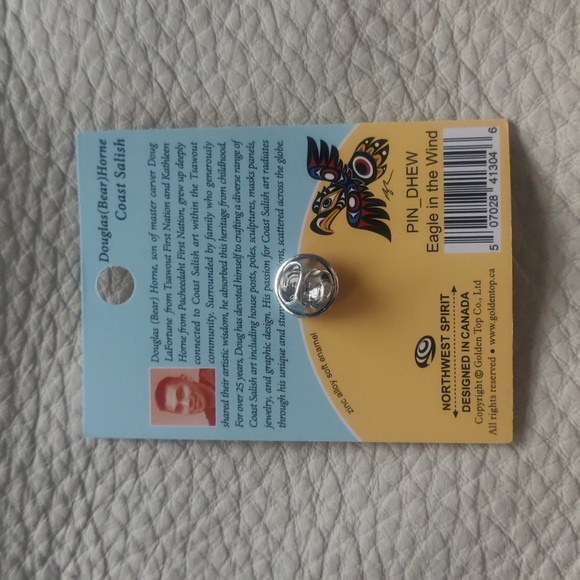 Douglas(Bear)Horne
Coast Salish
Douglas (Bear) Horne, son of master carver Doug
LaFortune from Tsawout First Nation and Kathleen
Horne from Pacheedaht First Nation, grew up deeply
connected to Coast Salish art within the Tsawout
community. Surrounded by family who generously
shared their artistic wisdom, he absorbed this heritage from childhood.
For over 25 years, Doug has devoted himself to crafting a diverse range of
Coast Salish art including house posts, poles, sculptures, masks panels,
jewelry, and graphic design. His passion for Coast Salish art radiates
through his unique and scattered across the globe.
zinc alloy soft enamel
PIN_DHEW
Eagle in the Wind
5 07028 41304 6
NORTHWEST SPIRIT
DESIGNED IN CANADA
Copyright © Golden Top Co., Ltd
All rights reserved • www.goldentop.ca